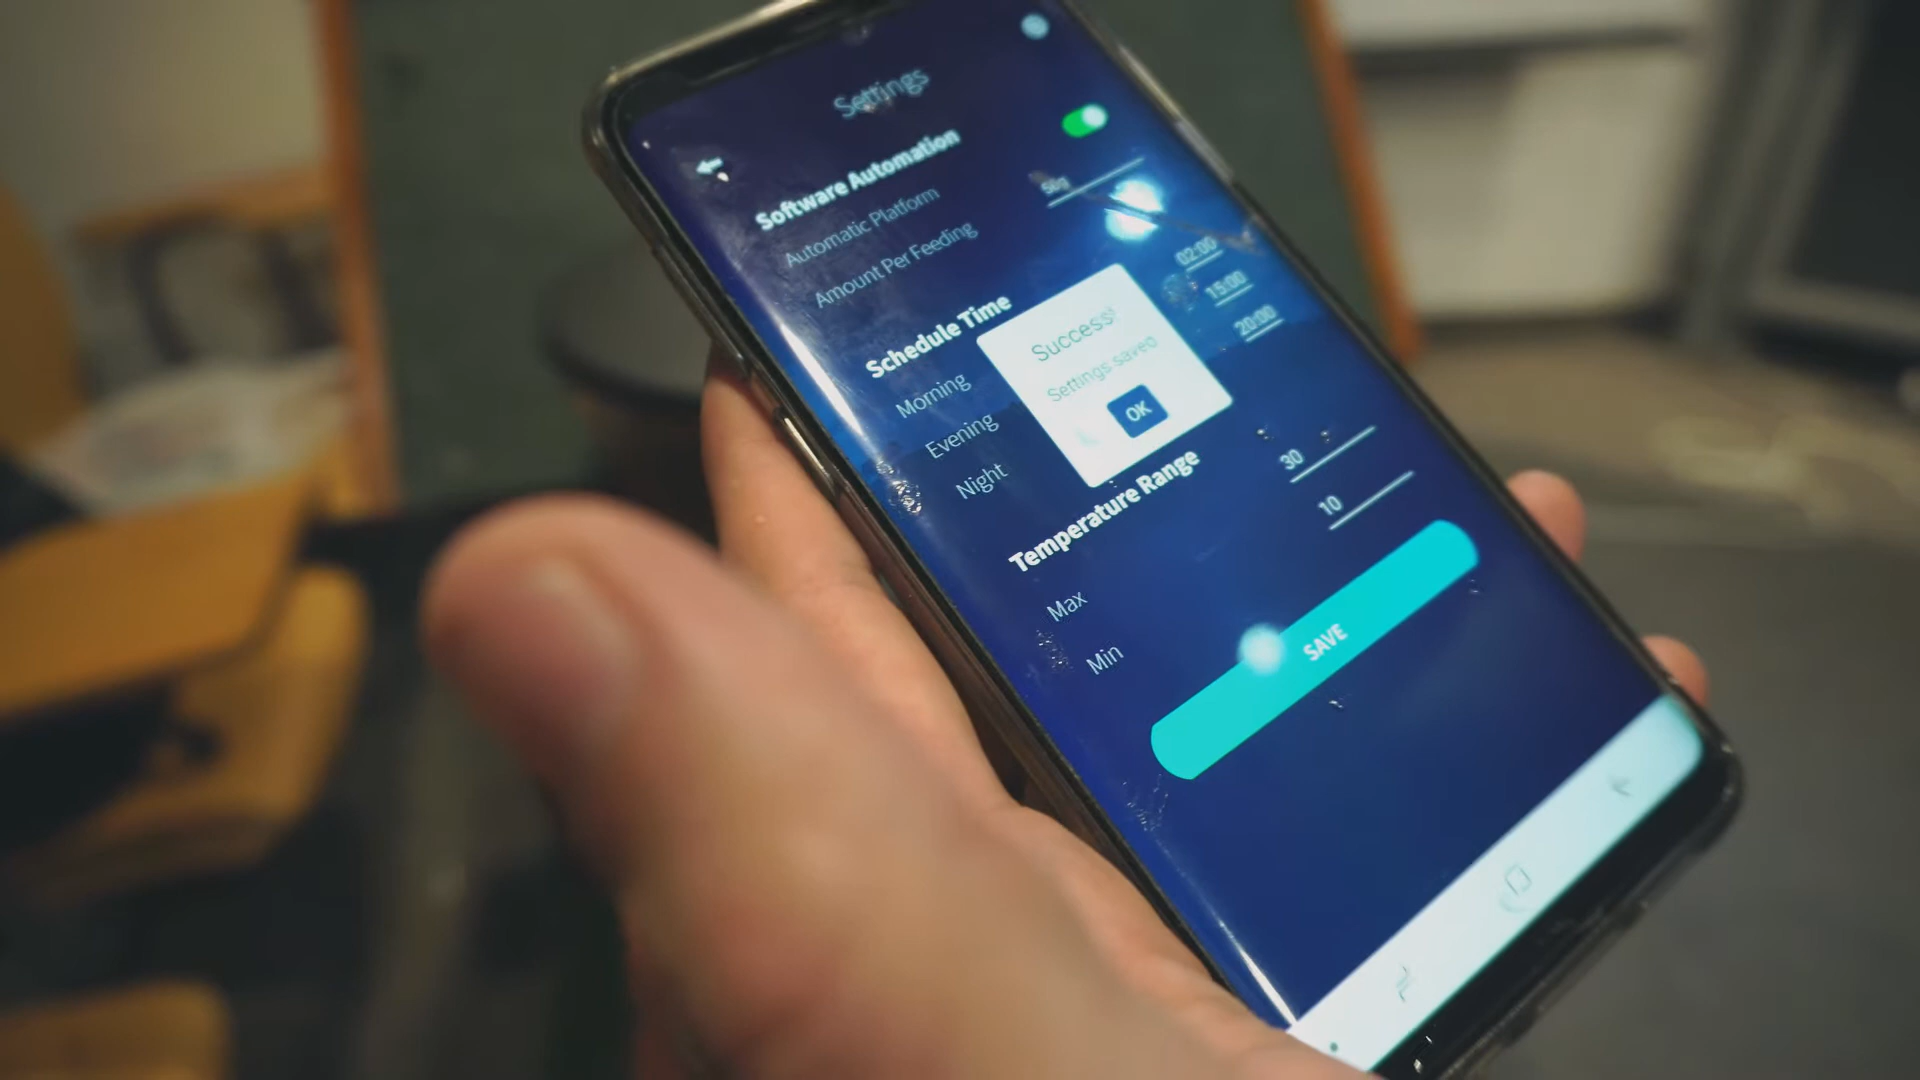 Settings
Software Automation
Automatic Platform
Amount Per Feeding 50g
Schedule Time
Morning 02:00
Evening 15:00
Night 20:00
Success!
Settings saved
OK
Temperature Range
Max 30
Min 10
SAVE